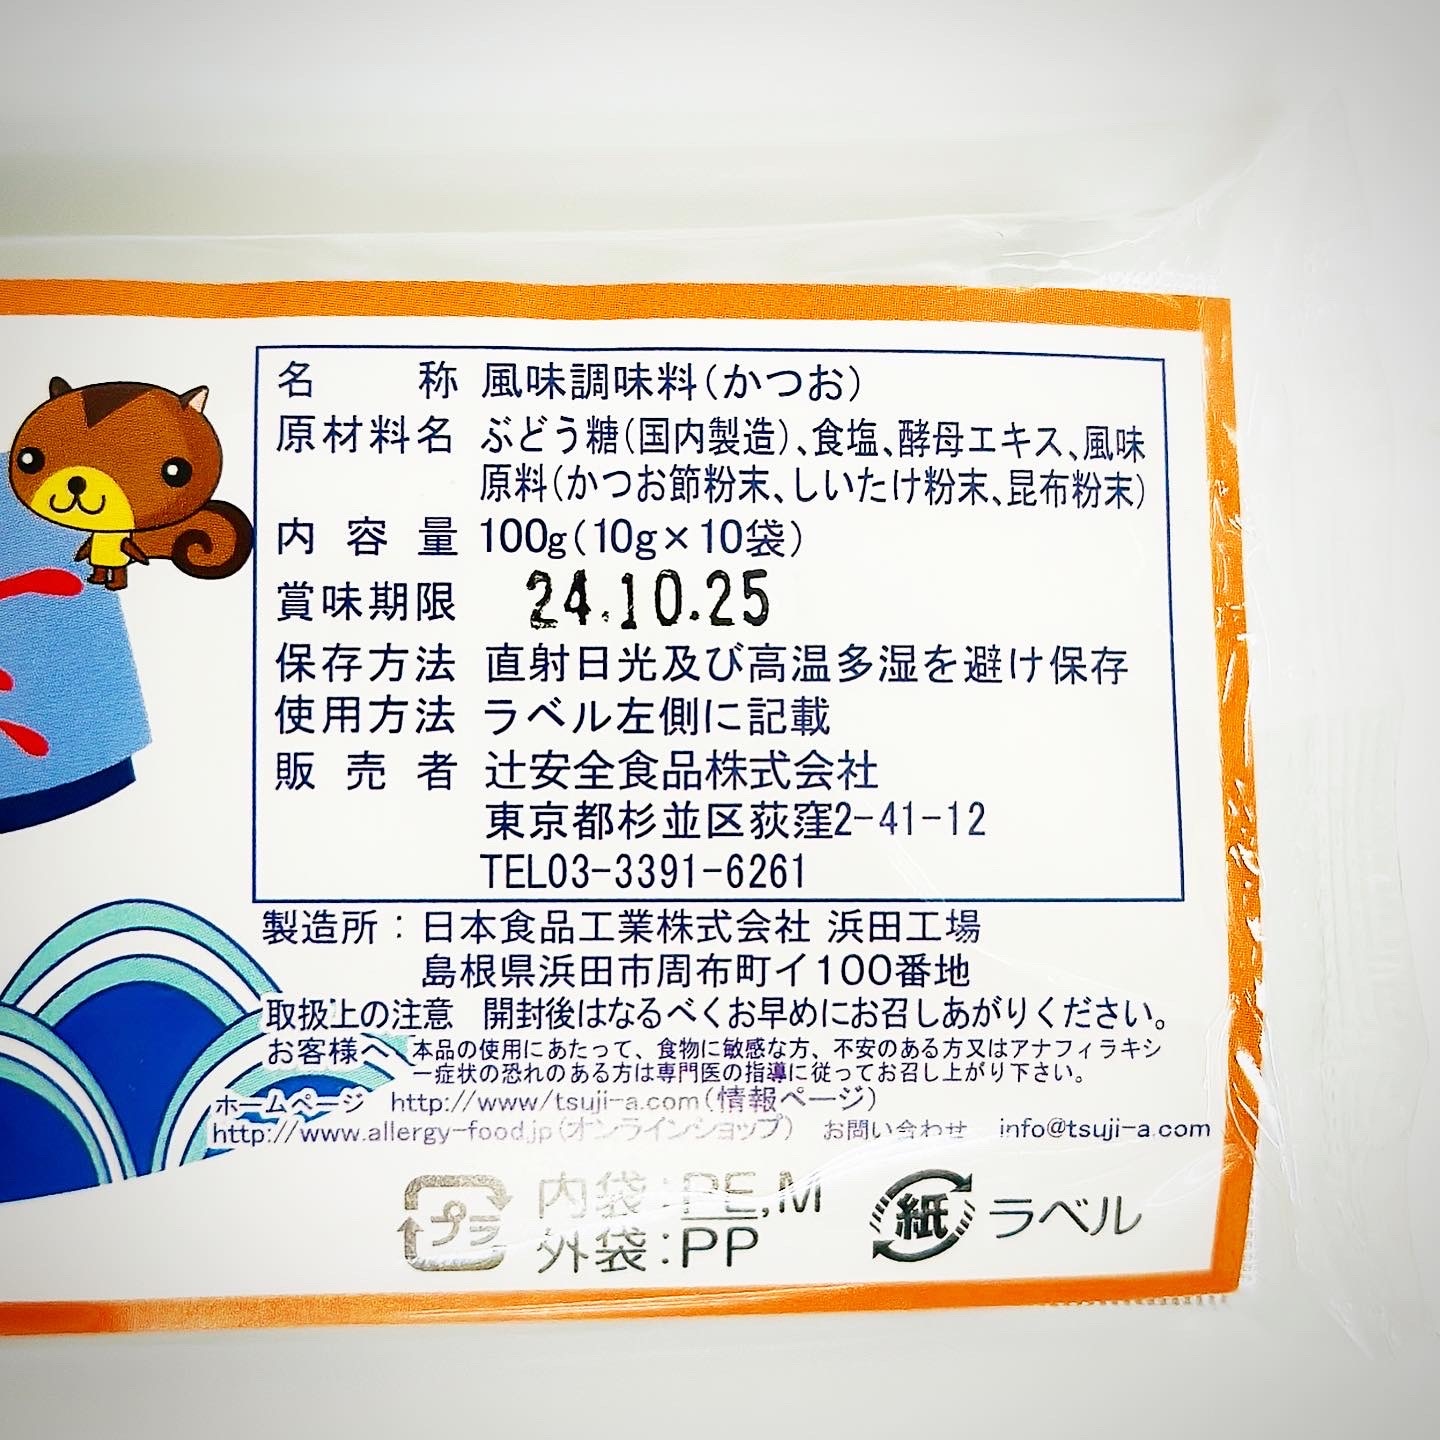 名称 風味調味料(かつお)
原材料名 ぶどう糖(国内製造)、食塩、酵母エキス、風味
原料(かつお節粉末、しいたけ粉末、昆布粉末)
内容量 100g(10g×10袋)
賞味期限 24.10.25
保存方法 直射日光及び高温多湿を避け保存
使用方法 ラベル左側に記載
販売者 辻安全食品株式会社
東京都杉並区荻窪2-41-12
TEL03-3391-6261
製造所:日本食品工業株式会社 浜田工場
島根県浜田市周布町イ100番地
取扱上の注意 開封後はなるべくお早めにお召しあがりください。
お客様へ 本品の使用にあたって、食物に敏感な方、不安のある方又はアナフィラキシ
ー症状の恐れのある方は専門医の指導に従ってお召し上がり下さい。
ホームページ http://www/tsuji-a.com(情報ページ)
http://www.allergy-food.jp(オンラインショップ) お問い合わせ info@tsuji-a.com
プラ 内袋:PE,M
外袋:PP
紙 ラベル